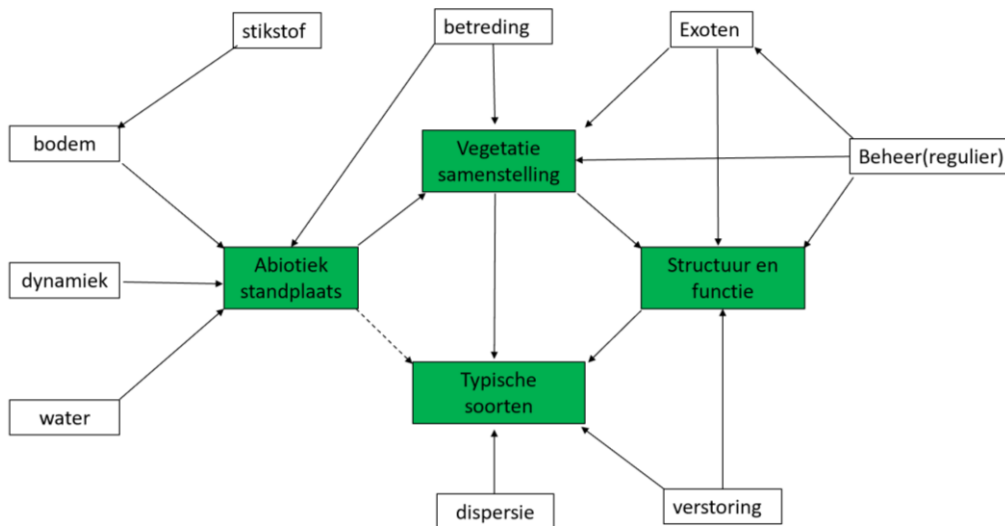 stikstof
betreding
Exoten
bodem
Vegetatie
samenstelling
Beheer(regulier)
dynamiek
Abiotiek
standplaats
Structuur en
functie
Typische
soorten
water
dispersie
verstoring